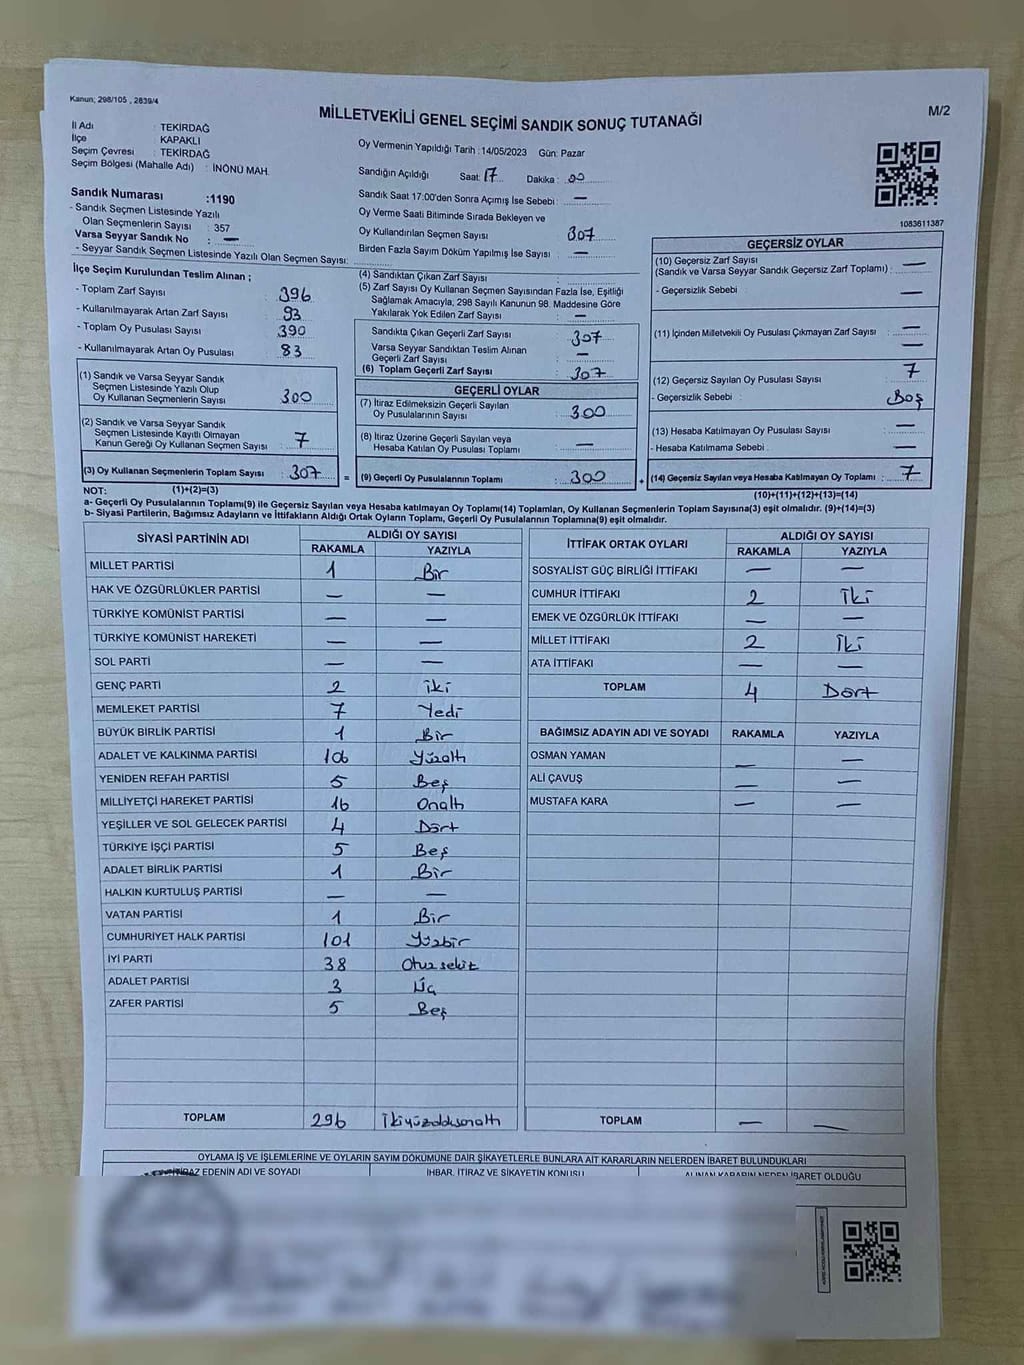 Kanun; 298/105 , 2839/4
MİLLETVEKİLİ GENEL SEÇİMİ SANDIK SONUÇ TUTANAĞI
M/2
İl Adı : TEKİRDAĞ
İlçe : KAPAKLI
Seçim Çevresi : TEKİRDAĞ
Seçim Bölgesi (Mahalle Adı) : İNÖNÜ MAH.
Sandık Numarası :1190
- Sandık Seçmen Listesinde Yazılı
Olan Seçmenlerin Sayısı : 357
Varsa Seyyar Sandık No : —
- Seyyar Sandık Seçmen Listesinde Yazılı Olan Seçmen Sayısı:
Oy Vermenin Yapıldığı Tarih :14/05/2023 Gün: Pazar
Sandığın Açıldığı Saat: 17 Dakika : 00
Sandık Saat 17:00'den Sonra Açımış İse Sebebi : —
Oy Verme Saati Bitiminde Sırada Bekleyen ve
Oy Kullandırılan Seçmen Sayısı : 307
Birden Fazla Sayım Döküm Yapılmış İse Sayısı : —
1083611387
İlçe Seçim Kurulundan Teslim Alınan ;
- Toplam Zarf Sayısı : 396
- Kullanılmayarak Artan Zarf Sayısı : 93
- Toplam Oy Pusulası Sayısı : 390
- Kullanılmayarak Artan Oy Pusulası : 83
(1) Sandık ve Varsa Seyyar Sandık
Seçmen Listesinde Yazılı Olup
Oy Kullanan Seçmenlerin Sayısı : 300
(2) Sandık ve Varsa Seyyar Sandık
Seçmen Listesinde Kayıtlı Olmayan
Kanun Gereği Oy Kullanan Seçmen Sayısı : 7
(3) Oy Kullanan Seçmenlerin Toplam Sayısı : 307 =
(4) Sandıktan Çıkan Zarf Sayısı :
(5) Zarf Sayısı Oy Kullanan Seçmen Sayısından Fazla İse, Eşitliği
Sağlamak Amacıyla, 298 Sayılı Kanunun 98. Maddesine Göre
Yakılarak Yok Edilen Zarf Sayısı : —
Sandıkta Çıkan Geçerli Zarf Sayısı : 307
Varsa Seyyar Sandıktan Teslim Alınan
Geçerli Zarf Sayısı : —
(6) Toplam Geçerli Zarf Sayısı : 307
GEÇERLİ OYLAR
(7) İtiraz Edilmeksizin Geçerli Sayılan
Oy Pusulalarının Sayısı : 300
(8) İtiraz Üzerine Geçerli Sayılan veya
Hesaba Katılan Oy Pusulası Toplamı : —
(9) Geçerli Oy Pusulalarının Toplamı : 300 +
GEÇERSİZ OYLAR
(10) Geçersiz Zarf Sayısı
(Sandık ve Varsa Seyyar Sandık Geçersiz Zarf Toplamı) : —
- Geçersizlik Sebebi : —
(11) İçinden Milletvekili Oy Pusulası Çıkmayan Zarf Sayısı : —
—
(12) Geçersiz Sayılan Oy Pusulası Sayısı : 7
- Geçersizlik Sebebi : Boş
(13) Hesaba Katılmayan Oy Pusulası Sayısı : —
- Hesaba Katılmama Sebebi : —
(14) Geçersiz Sayılan veya Hesaba Katılmayan Oy Toplamı : 7
NOT: (1)+(2)=(3)
(10)+(11)+(12)+(13)=(14)
a- Geçerli Oy Pusulalarının Toplamı(9) ile Geçersiz Sayılan veya Hesaba katılmayan Oy Toplamı(14) Toplamları, Oy Kullanan Seçmenlerin Toplam Sayısına(3) eşit olmalıdır. (9)+(14)=(3)
b- Siyasi Partilerin, Bağımsız Adayların ve İttifakların Aldığı Ortak Oyların Toplamı, Geçerli Oy Pusulalarının Toplamına(9) eşit olmalıdır.
SİYASİ PARTİNİN ADI ALDIĞI OY SAYISI
RAKAMLA YAZIYLA
MİLLET PARTİSİ 1 Bir
HAK VE ÖZGÜRLÜKLER PARTİSİ — —
TÜRKİYE KOMÜNİST PARTİSİ — —
TÜRKİYE KOMÜNİST HAREKETİ — —
SOL PARTİ — —
GENÇ PARTİ 2 iki
MEMLEKET PARTİSİ 7 Yedi
BÜYÜK BİRLİK PARTİSİ 1 Bir
ADALET VE KALKINMA PARTİSİ 106 Yüzaltı
YENİDEN REFAH PARTİSİ 5 Beş
MİLLİYETÇİ HAREKET PARTİSİ 16 Onaltı
YEŞİLLER VE SOL GELECEK PARTİSİ 4 Dört
TÜRKİYE İŞÇİ PARTİSİ 5 Beş
ADALET BİRLİK PARTİSİ 1 Bir
HALKIN KURTULUŞ PARTİSİ — —
VATAN PARTİSİ 1 Bir
CUMHURİYET HALK PARTİSİ 101 Yüzbir
İYİ PARTİ 38 Otuzsekiz
ADALET PARTİSİ 3 Üç
ZAFER PARTİSİ 5 Beş
TOPLAM 296 İkiyüzdoksanaltı
İTTİFAK ORTAK OYLARI ALDIĞI OY SAYISI
RAKAMLA YAZIYLA
SOSYALİST GÜÇ BİRLİĞİ İTTİFAKI — —
CUMHUR İTTİFAKI 2 İki
EMEK VE ÖZGÜRLÜK İTTİFAKI — —
MİLLET İTTİFAKI 2 İki
ATA İTTİFAKI — —
TOPLAM 4 Dört
BAĞIMSIZ ADAYIN ADI VE SOYADI RAKAMLA YAZIYLA
OSMAN YAMAN — —
ALİ ÇAVUŞ — —
MUSTAFA KARA — —
TOPLAM — —
OYLAMA İŞ VE İŞLEMLERİNE VE OYLARIN SAYIM DÖKÜMÜNE DAİR ŞİKAYETLERLE BUNLARA AİT KARARLARIN NELERDEN İBARET BULUNDUKLARI
İTİRAZ EDENİN ADI VE SOYADI İHBAR, İTİRAZ VE ŞİKAYETİN KONUSU ALINAN KARARIN NEDEN İBARET OLDUĞU